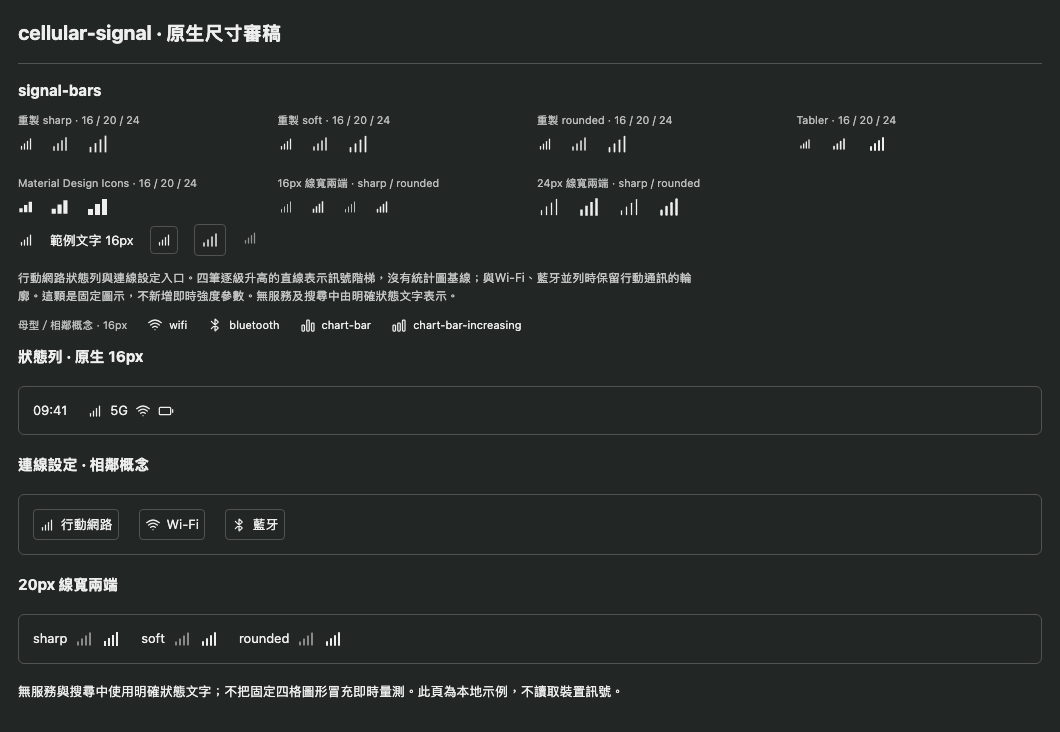 cellular-signal · 原生尺寸審稿
signal-bars
重製 sharp · 16 / 20 / 24
重製 soft · 16 / 20 / 24
重製 rounded · 16 / 20 / 24
Tabler · 16 / 20 / 24
Material Design Icons · 16 / 20 / 24
16px 線寬兩端 · sharp / rounded
24px 線寬兩端 · sharp / rounded
範例文字 16px
行動網路狀態列與連線設定入口。四筆逐級升高的直線表示訊號階梯，沒有統計圖基線；與Wi-Fi、藍牙並列時保留行動通訊的輪
廓。這顆是固定圖示，不新增即時強度參數。無服務及搜尋中由明確狀態文字表示。
母型 / 相鄰概念 · 16px wifi bluetooth chart-bar chart-bar-increasing
狀態列 · 原生 16px
09:41 5G
連線設定 · 相鄰概念
行動網路 Wi-Fi 藍牙
20px 線寬兩端
sharp soft rounded
無服務與搜尋中使用明確狀態文字；不把固定四格圖形冒充即時量測。此頁為本地示例，不讀取裝置訊號。